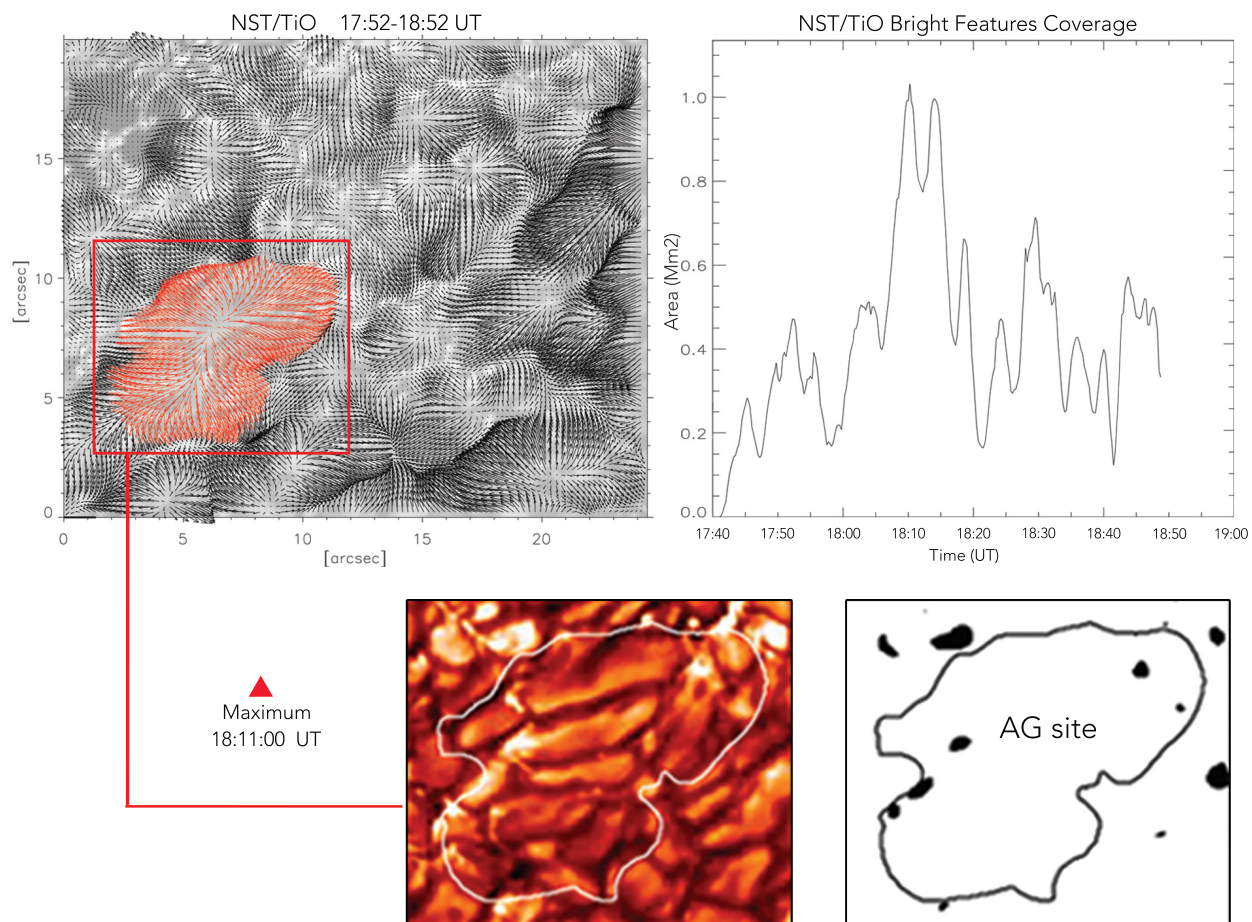 NST/TiO 17:52-18:52 UT
15
10
5
0
[arcsec]
0 5 10 15 20
[arcsec]
NST/TiO Bright Features Coverage
1.0
0.8
0.6
0.4
0.2
0.0
Area (Mm2)
17:40 17:50 18:00 18:10 18:20 18:30 18:40 18:50 19:00
Time (UT)
Maximum
18:11:00 UT
AG site